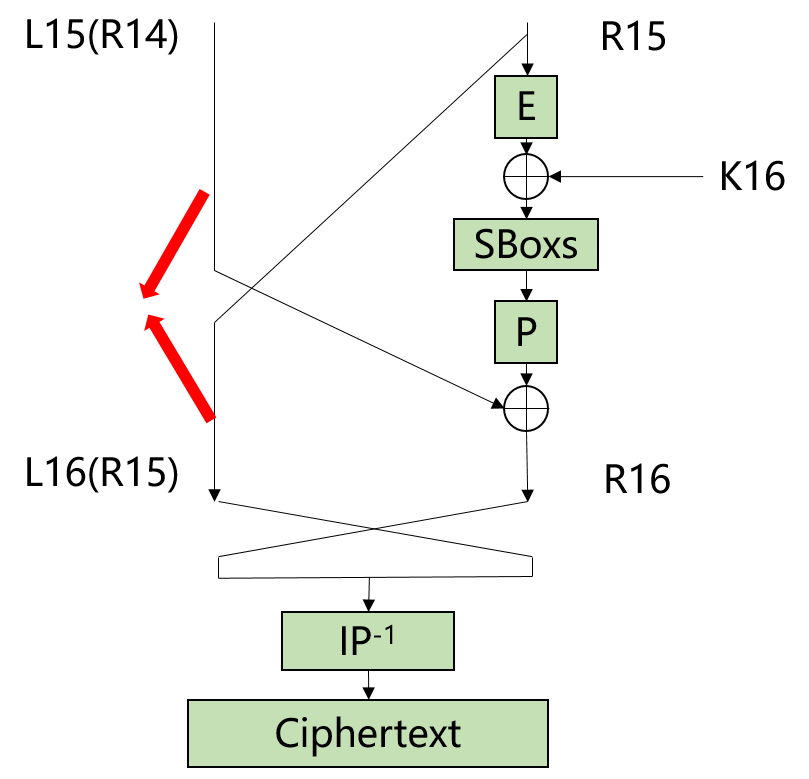 L15(R14)
R15
E
K16
SBoxs
P
L16(R15)
R16
IP-1
Ciphertext